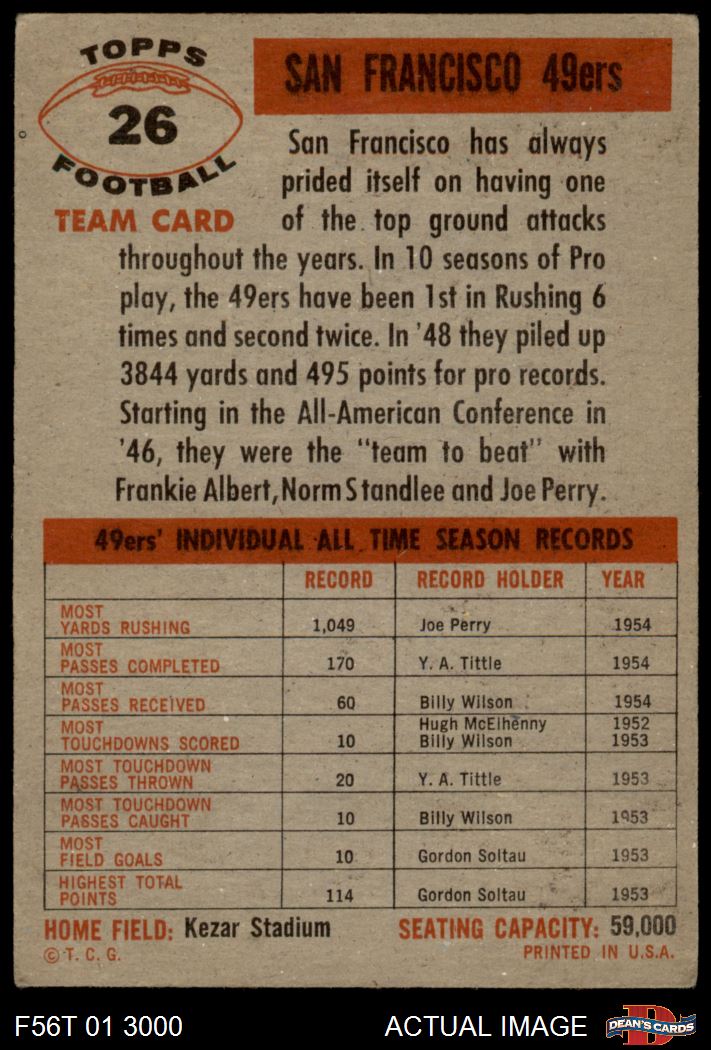 TOPPS
26
FOOTBALL
TEAM CARD
SAN FRANCISCO 49ers
San Francisco has always
prided itself on having one
of the top ground attacks
throughout the years. In 10 seasons of Pro
play, the 49ers have been 1st in Rushing 6
times and second twice. In '48 they piled up
3844 yards and 495 points for pro records.
Starting in the All-American Conference in
'46, they were the "team to beat" with
Frankie Albert, Norm Standlee and Joe Perry.
49ers' INDIVIDUAL ALL TIME SEASON RECORDS
RECORD RECORD HOLDER YEAR
MOST
YARDS RUSHING 1,049 Joe Perry 1954
MOST
PASSES COMPLETED 170 Y. A. Tittle 1954
MOST
PASSES RECEIVED 60 Billy Wilson 1954
MOST Hugh McElhenny 1952
TOUCHDOWNS SCORED 10 Billy Wilson 1953
MOST TOUCHDOWN
PASSES THROWN 20 Y. A. Tittle 1953
MOST TOUCHDOWN
PASSES CAUGHT 10 Billy Wilson 1953
MOST
FIELD GOALS 10 Gordon Soltau 1953
HIGHEST TOTAL
POINTS 114 Gordon Soltau 1953
HOME FIELD: Kezar Stadium SEATING CAPACITY: 59,000
© T. C. G. PRINTED IN U.S.A.
F56T 01 3000 ACTUAL IMAGE D DEAN'S CARDS